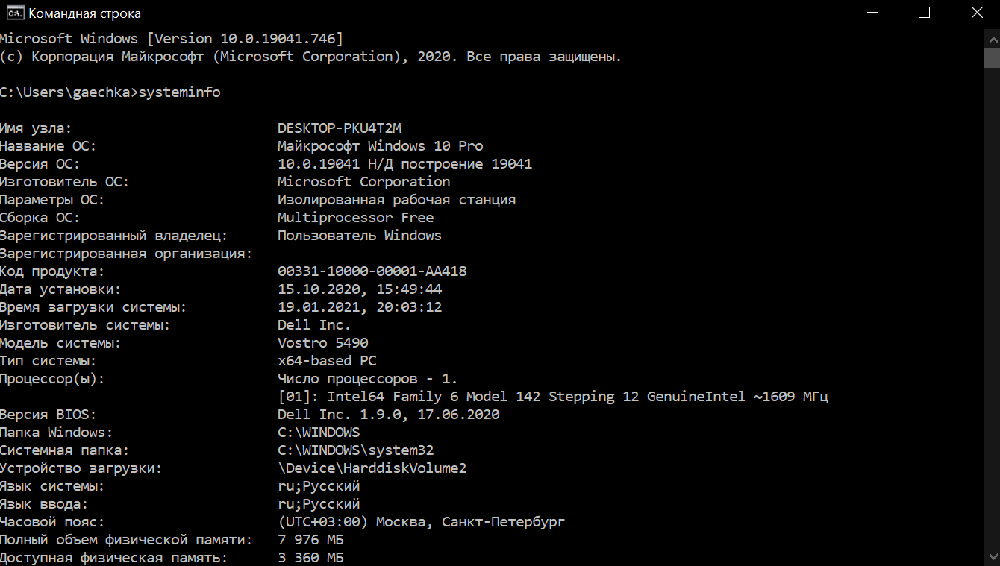 Командная строка
Microsoft Windows [Version 10.0.19041.746]
(c) Корпорация Майкрософт (Microsoft Corporation), 2020. Все права защищены.
C:\Users\gaechka>systeminfo
Имя узла: DESKTOP-PKU4T2M
Название ОС: Майкрософт Windows 10 Pro
Версия ОС: 10.0.19041 Н/Д построение 19041
Изготовитель ОС: Microsoft Corporation
Параметры ОС: Изолированная рабочая станция
Сборка ОС: Multiprocessor Free
Зарегистрированный владелец: Пользователь Windows
Зарегистрированная организация:
Код продукта: 00331-10000-00001-AA418
Дата установки: 15.10.2020, 15:49:44
Время загрузки системы: 19.01.2021, 20:03:12
Изготовитель системы: Dell Inc.
Модель системы: Vostro 5490
Тип системы: x64-based PC
Процессор(ы): Число процессоров - 1.
[01]: Intel64 Family 6 Model 142 Stepping 12 GenuineIntel ~1609 МГц
Версия BIOS: Dell Inc. 1.9.0, 17.06.2020
Папка Windows: C:\WINDOWS
Системная папка: C:\WINDOWS\system32
Устройство загрузки: \Device\HarddiskVolume2
Язык системы: ru;Русский
Язык ввода: ru;Русский
Часовой пояс: (UTC+03:00) Москва, Санкт-Петербург
Полный объем физической памяти: 7 976 МБ
Доступная физическая память: 3 360 МБ